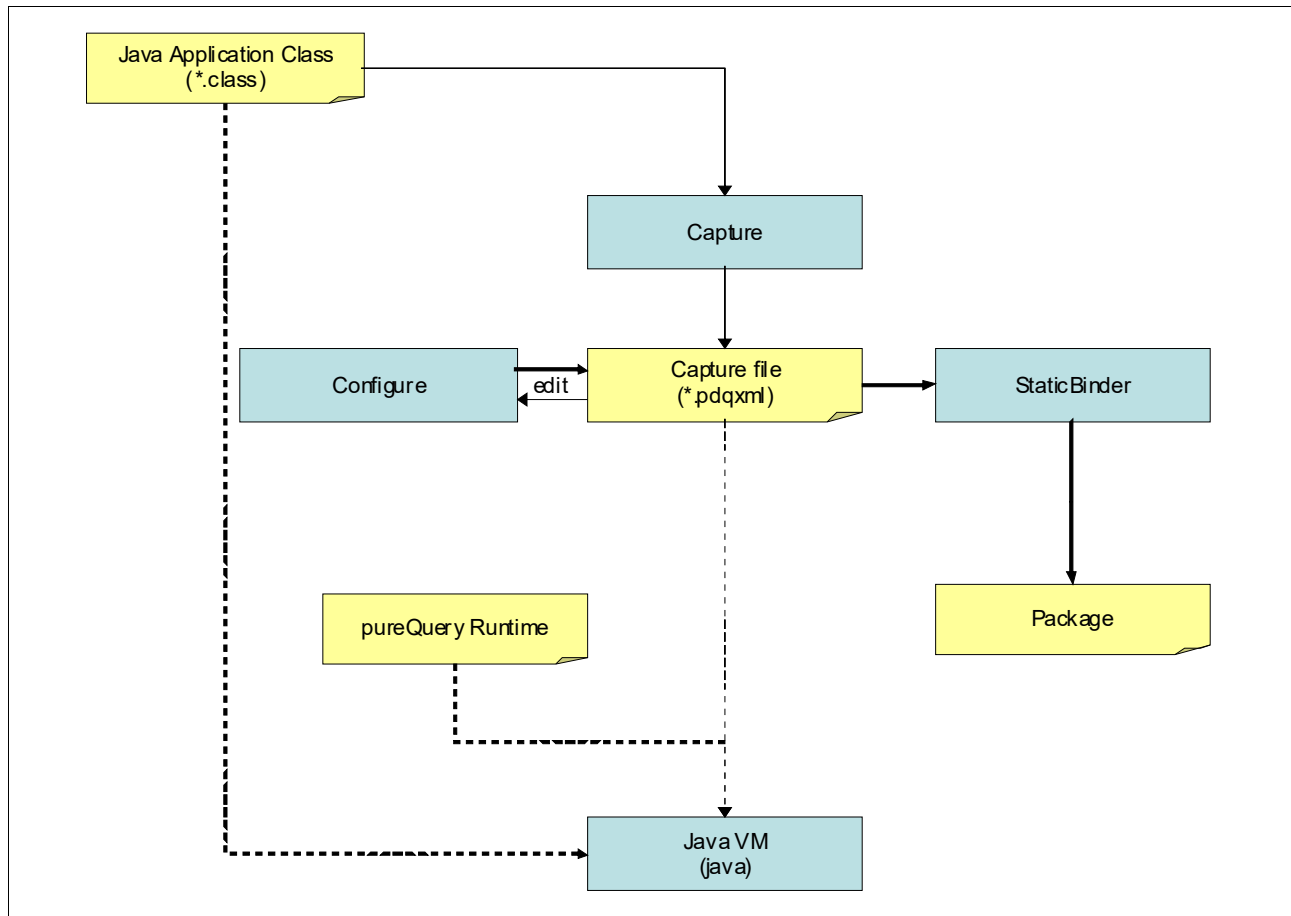 Java Application Class
(*.class)
Capture
Configure
edit
Capture file
(*.pdqxml)
StaticBinder
pureQuery Runtime
Package
Java VM
(java)